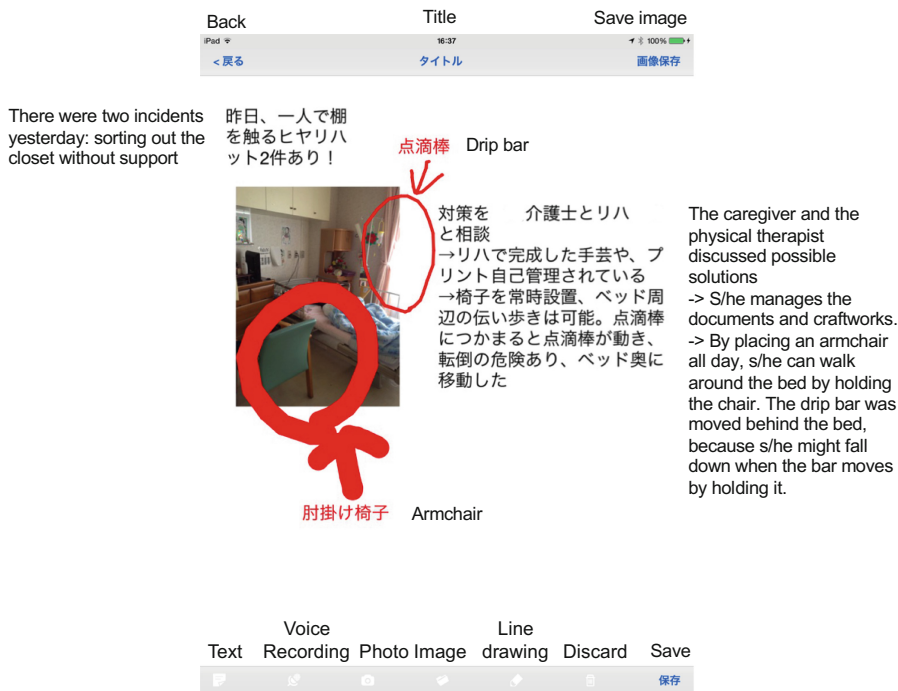 Back
Title
Save image
iPad
16:37
100%
<戻る
タイトル
画像保存
There were two incidents
yesterday: sorting out the
closet without support
昨日、一人で棚
を触るヒヤリハ
ット2件あり！
点滴棒
Drip bar
対策を 介護士とリハ
と相談
→リハで完成した手芸や、プ
リント自己管理されている
→椅子を常時設置、ベッド周
辺の伝い歩きは可能。点滴棒
につかまると点滴棒が動き、
転倒の危険あり、ベッド奥に
移動した
The caregiver and the
physical therapist
discussed possible
solutions
-> S/he manages the
documents and craftworks.
-> By placing an armchair
all day, s/he can walk
around the bed by holding
the chair. The drip bar was
moved behind the bed,
because s/he might fall
down when the bar moves
by holding it.
肘掛け椅子
Armchair
Text
Voice
Recording
Photo
Image
Line
drawing
Discard
Save
保存